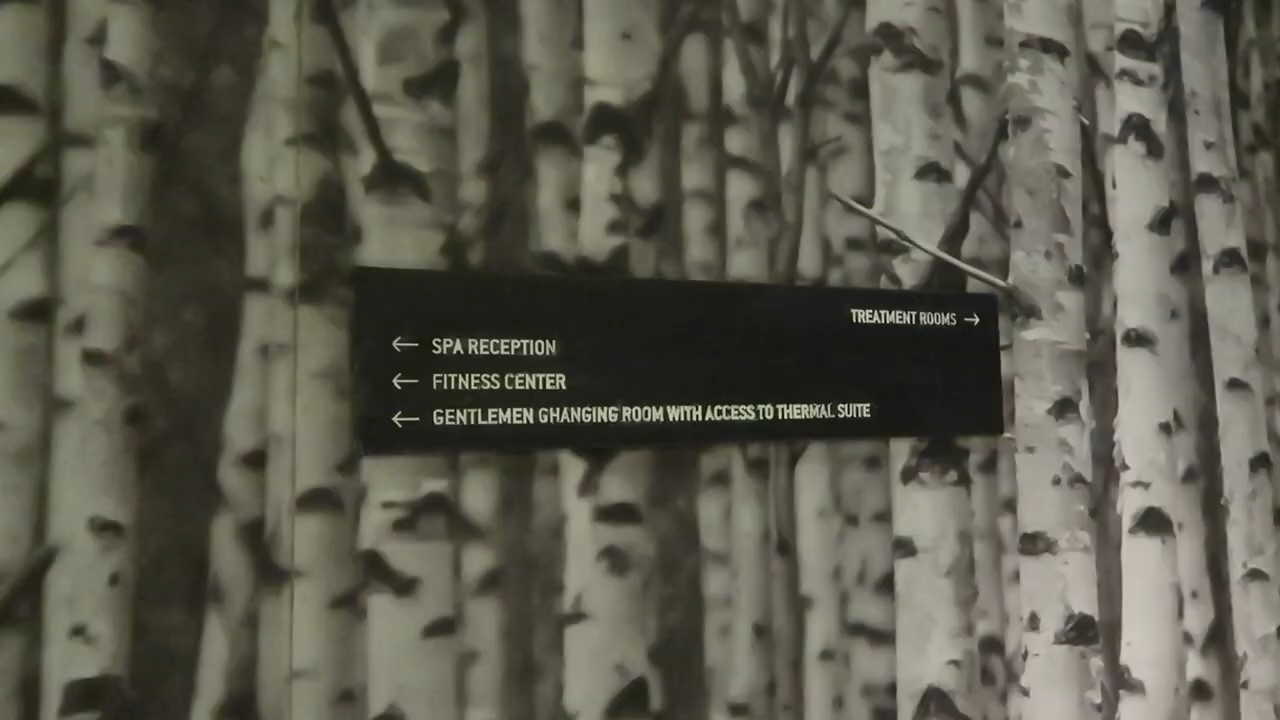 TREATMENT ROOMS →
← SPA RECEPTION
← FITNESS CENTER
← GENTLEMEN GHANGING ROOM WITH ACCESS TO THERMAL SUITE